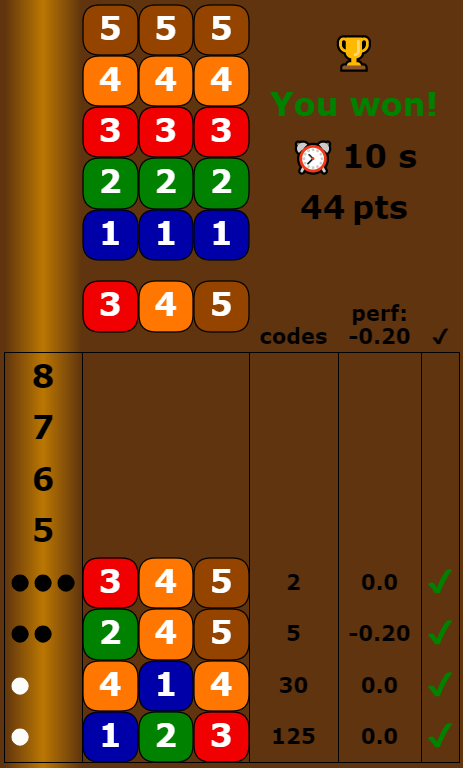 5 5 5
4 4 4
You won!
3 3 3
10 s
2 2 2
44 pts
1 1 1
3 4 5
perf:
codes -0.20 ✓
8
7
6
5
3 4 5 2 0.0 ✓
2 4 5 5 -0.20 ✓
4 1 4 30 0.0 ✓
1 2 3 125 0.0 ✓